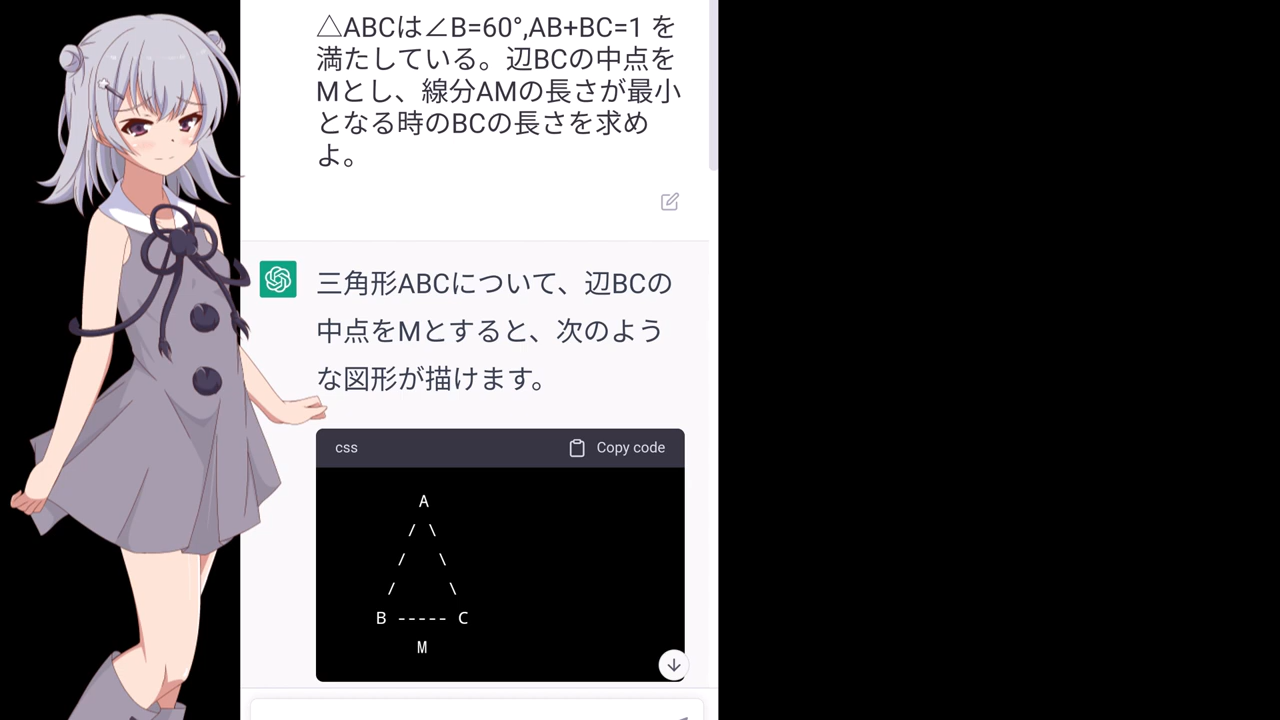 △ABCは∠B=60°,AB+BC=1 を
満たしている。辺BCの中点を
Mとし、線分AMの長さが最小
となる時のBCの長さを求め
よ。
三角形ABCについて、辺BCの
中点をMとすると、次のよう
な図形が描けます。
css Copy code
A
/ \
/ \
/ \
B ----- C
M